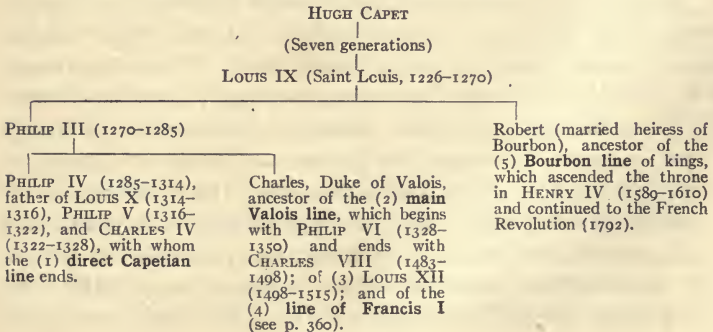 HUGH CAPET
(Seven generations)
LOUIS IX (Saint Lcuis, 1226–1270)
PHILIP III (1270–1285)
Robert (married heiress of
Bourbon), ancestor of the
(5) Bourbon line of kings,
which ascended the throne
in HENRY IV (1589–1610)
and continued to the French
Revolution (1792).
PHILIP IV (1285–1314),
father of LOUIS X (1314–
1316), PHILIP V (1316–
1322), and CHARLES IV
(1322–1328), with whom
the (1) direct Capetian
line ends.
Charles, Duke of Valois,
ancestor of the (2) main
Valois line, which begins
with PHILIP VI (1328–
1350) and ends with
CHARLES VIII (1483–
1498); of (3) LOUIS XII
(1498–1515); and of the
(4) line of Francis I
(see p. 360).